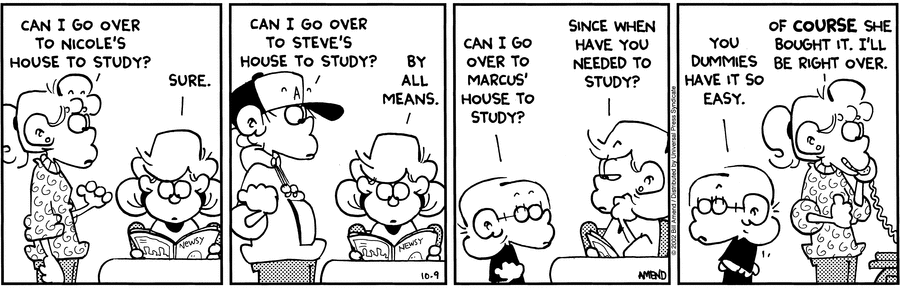 CAN I GO OVER
TO NICOLE'S
HOUSE TO STUDY?
SURE.
NEWSY
CAN I GO OVER
TO STEVE'S
HOUSE TO STUDY?
A
BY
ALL
MEANS.
NEWSY
10-9
CAN I GO
OVER TO
MARCUS'
HOUSE TO
STUDY?
SINCE WHEN
HAVE YOU
NEEDED TO
STUDY?
AMEND
© 2002 Bill Amend / Distributed by Universal Press Syndicate
YOU
DUMMIES
HAVE IT SO
EASY.
OF COURSE SHE
BOUGHT IT. I'LL
BE RIGHT OVER.